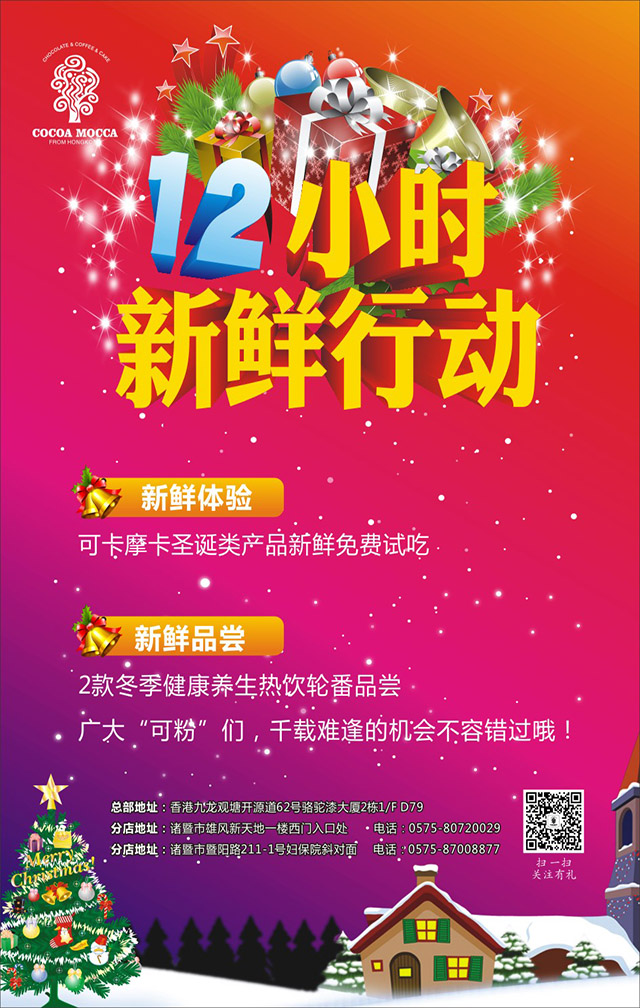 CHOCOLATE & COFFEE & CAKE
COCOA MOCCA
FROM HONGKONG
12小时
新鲜行动
新鲜体验
可卡摩卡圣诞类产品新鲜免费试吃
新鲜品尝
2款冬季健康养生热饮轮番品尝
广大“可粉”们，千载难逢的机会不容错过哦！
总部地址：香港九龙观塘开源道62号骆驼漆大厦2栋1/F D79
分店地址：诸暨市雄风新天地一楼西门入口处 电话：0575-80720029
分店地址：诸暨市暨阳路211-1号妇保院斜对面 电话：0575-87008877
扫一扫
关注有礼
Merry
Christmas!